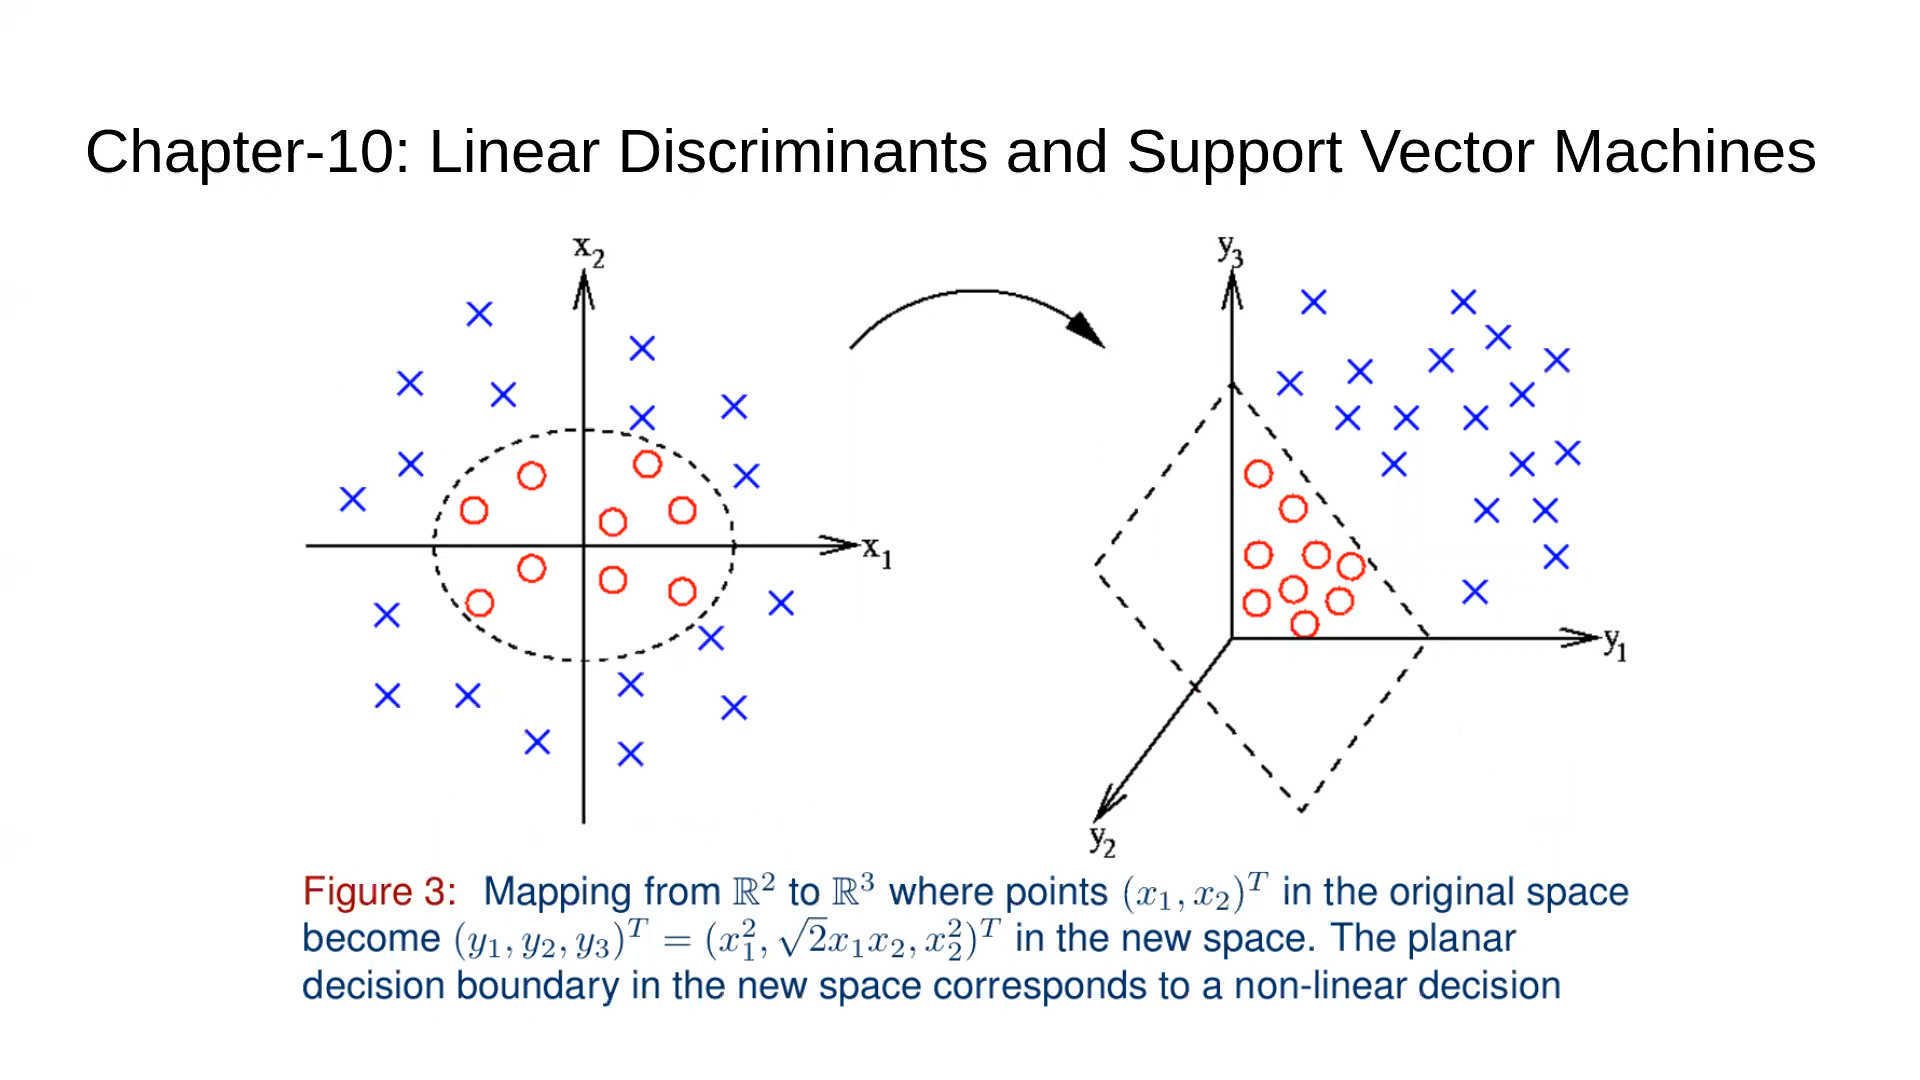 Chapter-10: Linear Discriminants and Support Vector Machines
x₂
x₁
y₃
y₁
y₂
Figure 3: Mapping from ℝ² to ℝ³ where points (x₁, x₂)ᵀ in the original space
become (y₁, y₂, y₃)ᵀ = (x₁², √2x₁x₂, x₂²)ᵀ in the new space. The planar
decision boundary in the new space corresponds to a non-linear decision